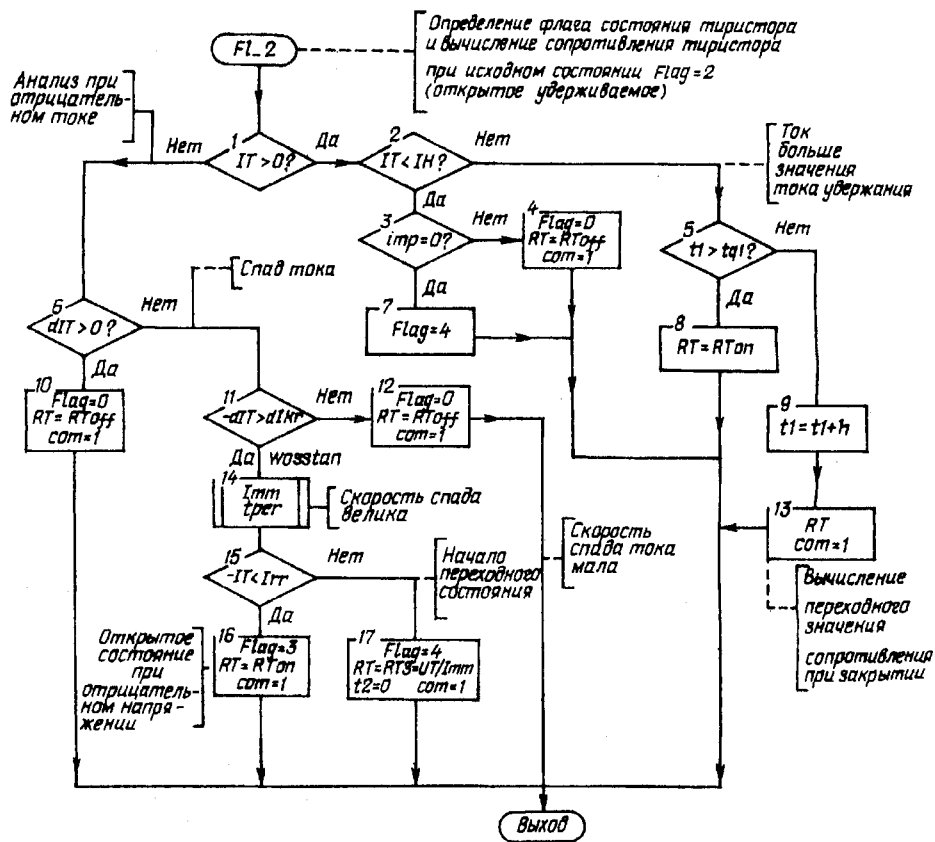 Fl_2
Определение флага состояния тиристора
и вычисление сопротивления тиристора
при исходном состоянии Flag=2
(открытое удерживаемое)
Анализ при
отрицатель-
ном токе
1
IT>0?
Нет
Да
2
IT<IH?
Нет
Да
Ток
больше
значения
тока удержания
3
imp=0?
Нет
Да
4
Flag=0
RT=RToff
com=1
5
t1>tq1?
Нет
Да
Спад тока
6
dIT>0?
Нет
Да
7
Flag=4
8
RT=RTon
9
t1=t1+h
10
Flag=0
RT=RToff
com=1
11
-dIT>dIkr
Нет
Да
wosstan
12
Flag=0
RT=RToff
com=1
13
RT
com=1
14
Imm
tper
Скорость спада
велика
Скорость
спада тока
мала
15
-IT<Irr
Нет
Да
Начало
переходного
состояния
Вычисление
переходного
значения
сопротивления
при закрытии
Открытое
состояние
при
отрицатель-
ном напря-
жении
16
Flag=3
RT=RTon
com=1
17
Flag=4
RT=RTS=UT/Imm
t2=0 com=1
Выход